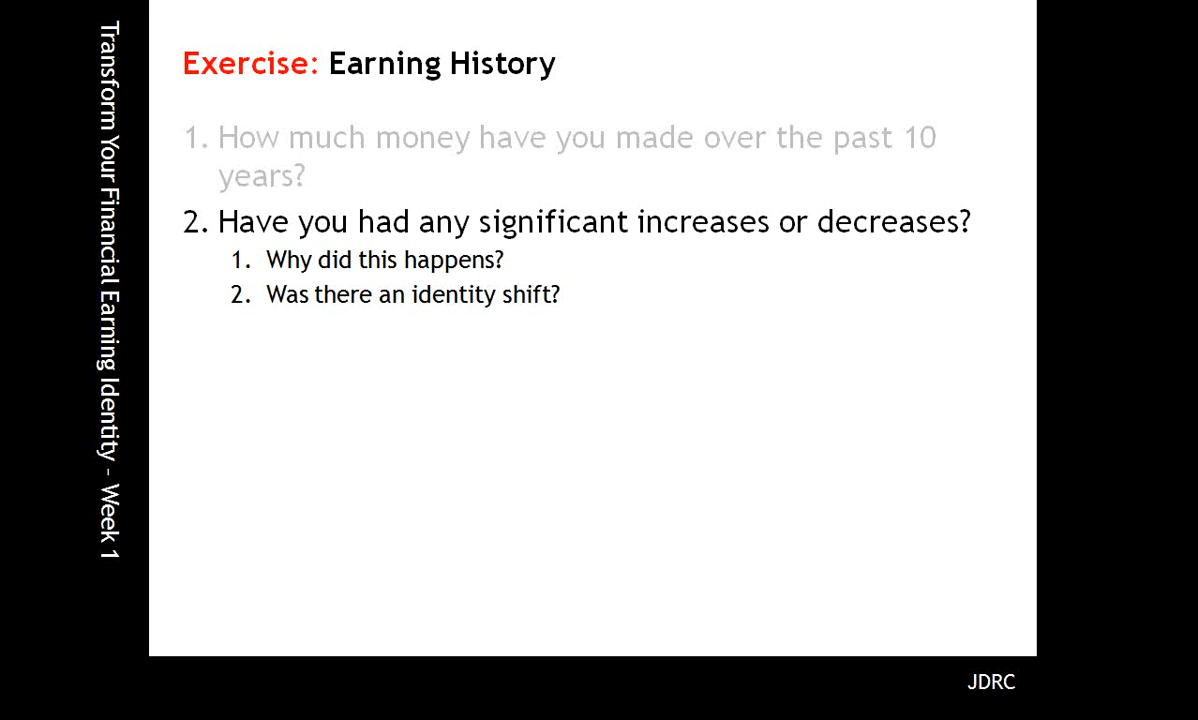 Transform Your Financial Earning Identity - Week 1
Exercise: Earning History
1. How much money have you made over the past 10
years?
2. Have you had any significant increases or decreases?
1. Why did this happens?
2. Was there an identity shift?
JDRC